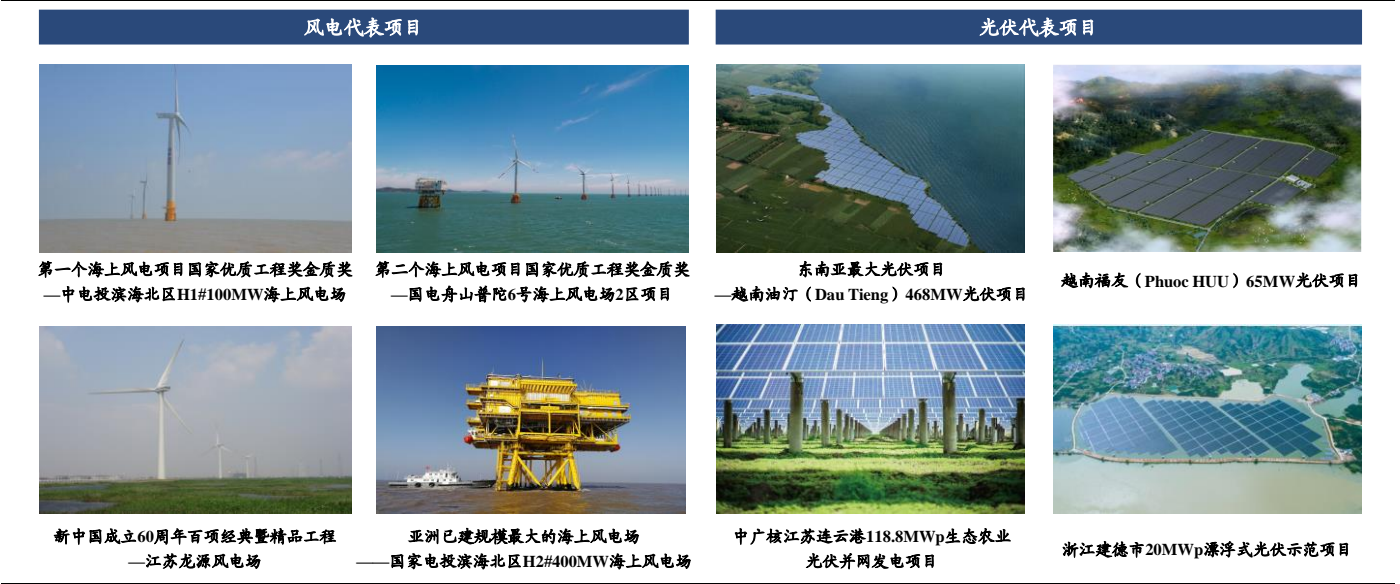 风电代表项目
光伏代表项目
第一个海上风电项目国家优质工程奖金质奖
—中电投滨海北区H1#100MW海上风电场
第二个海上风电项目国家优质工程奖金质奖
—国电舟山普陀6号海上风电场2区项目
东南亚最大光伏项目
—越南油汀（Dau Tieng）468MW光伏项目
越南福友（Phuoc HUU）65MW光伏项目
新中国成立60周年百项经典暨精品工程
—江苏龙源风电场
亚洲已建规模最大的海上风电场
——国家电投滨海北区H2#400MW海上风电场
中广核江苏连云港118.8MWp生态农业
光伏并网发电项目
浙江建德市20MWp漂浮式光伏示范项目